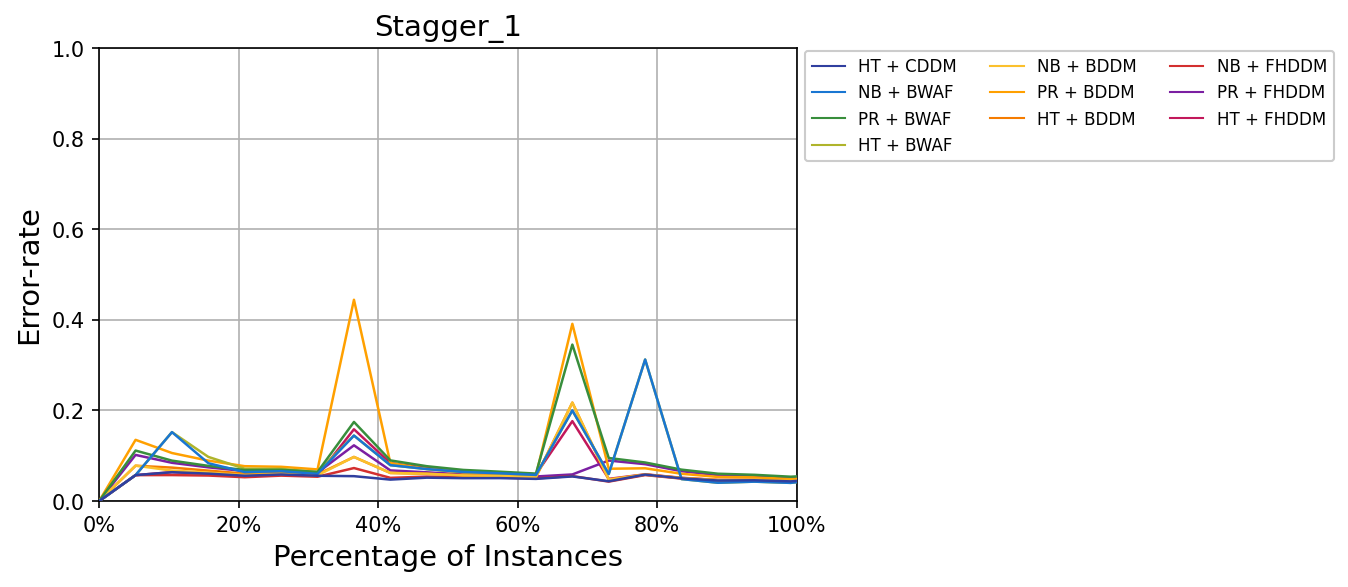 Stagger_1
1.0
0.8
0.6
0.4
0.2
0.0
Error-rate
0%
20%
40%
60%
80%
100%
Percentage of Instances
HT + CDDM
NB + BWAF
PR + BWAF
HT + BWAF
NB + BDDM
PR + BDDM
HT + BDDM
NB + FHDDM
PR + FHDDM
HT + FHDDM